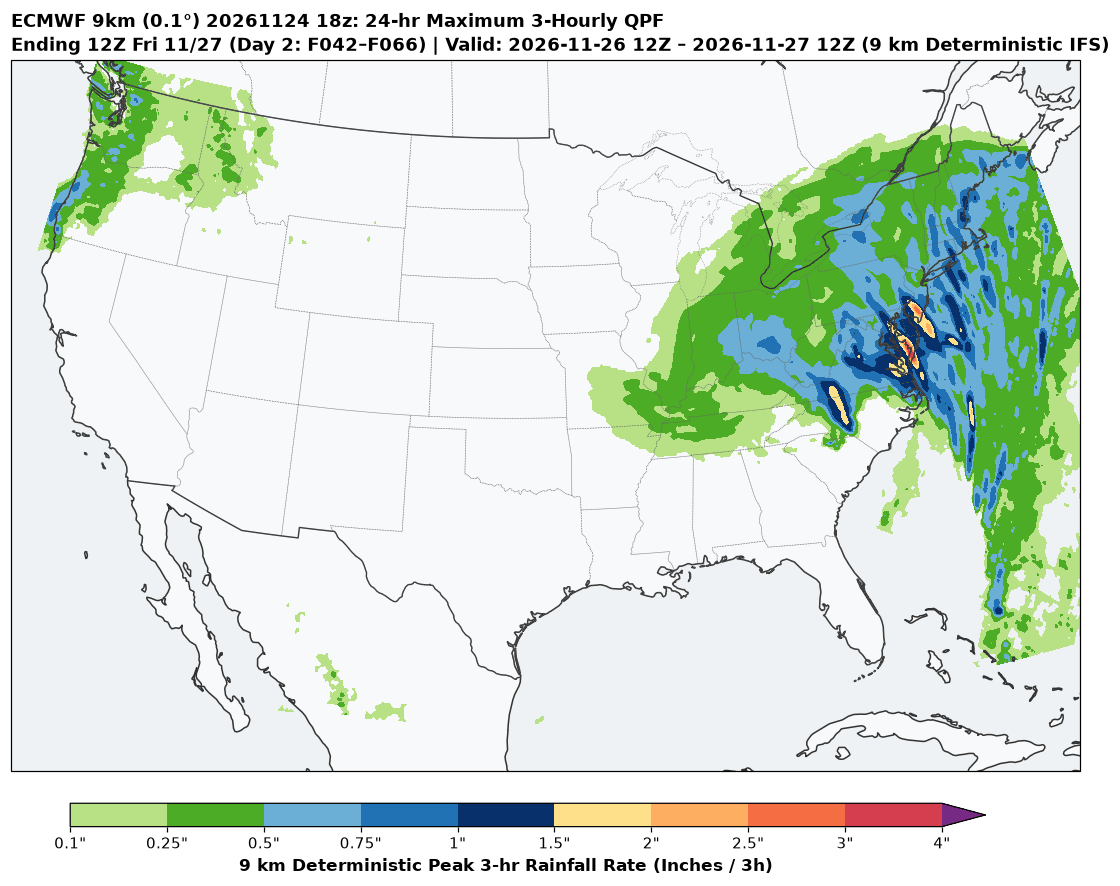 ECMWF 9km (0.1°) 20261124 18z: 24-hr Maximum 3-Hourly QPF
Ending 12Z Fri 11/27 (Day 2: F042–F066) | Valid: 2026-11-26 12Z – 2026-11-27 12Z (9 km Deterministic IFS)
0.1" 0.25" 0.5" 0.75" 1" 1.5" 2" 2.5" 3" 4"
9 km Deterministic Peak 3-hr Rainfall Rate (Inches / 3h)